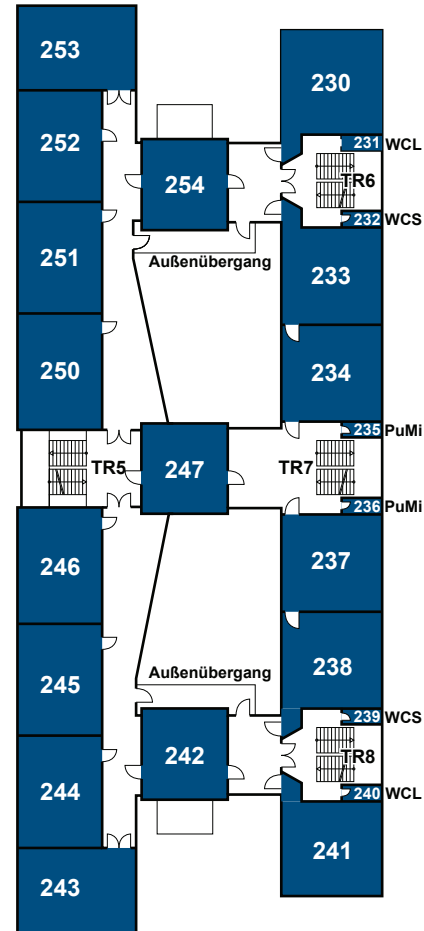 253
230
252
231 WCL
254
TR6
232 WCS
251
233
Außenübergang
250
234
235 PuMi
TR5
247
TR7
236 PuMi
246
237
245
238
Außenübergang
239 WCS
242
TR8
244
240 WCL
241
243